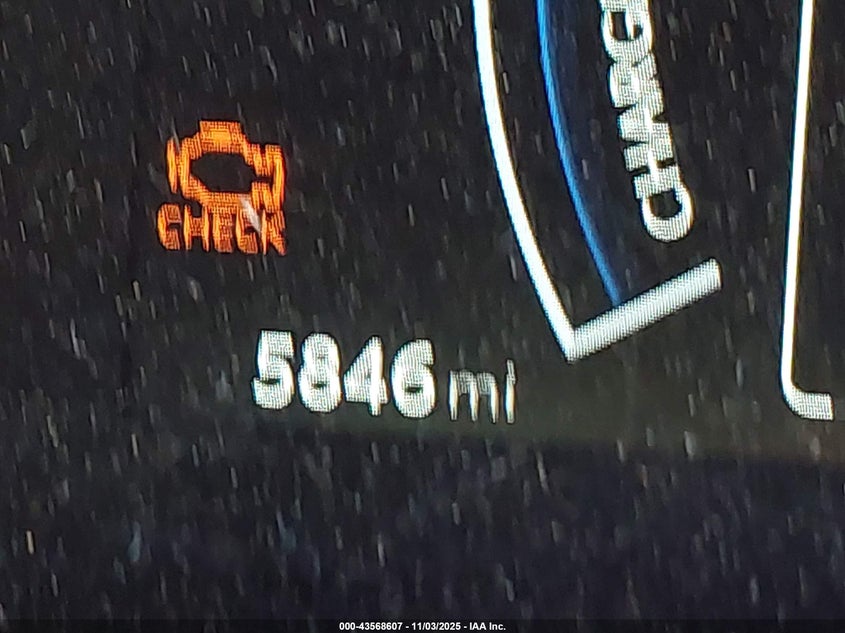 CHARGE
CHECK
5846 mi
000-43568607 - 11/03/2025 - IAA Inc.